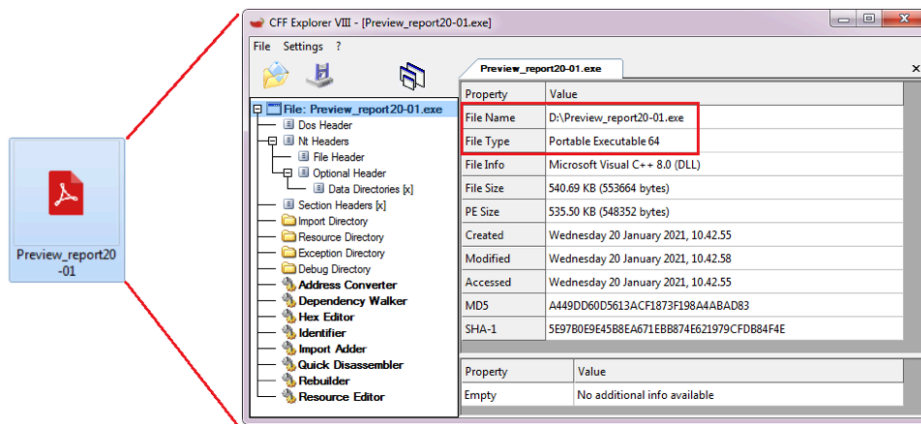 Preview_report20
-01
CFF Explorer VIII - [Preview_report20-01.exe]
File Settings ?
File: Preview_report20-01.exe
Dos Header
Nt Headers
File Header
Optional Header
Data Directories [x]
Section Headers [x]
Import Directory
Resource Directory
Exception Directory
Debug Directory
Address Converter
Dependency Walker
Hex Editor
Identifier
Import Adder
Quick Disassembler
Rebuilder
Resource Editor
Preview_report20-01.exe
Property Value
File Name D:\Preview_report20-01.exe
File Type Portable Executable 64
File Info Microsoft Visual C++ 8.0 (DLL)
File Size 540.69 KB (553664 bytes)
PE Size 535.50 KB (548352 bytes)
Created Wednesday 20 January 2021, 10.42.55
Modified Wednesday 20 January 2021, 10.42.58
Accessed Wednesday 20 January 2021, 10.42.55
MD5 A449DD60D5613ACF1873F198A4ABAD83
SHA-1 5E97B0E9E45B8EA671EBB874E621979CFDB84F4E
Property Value
Empty No additional info available